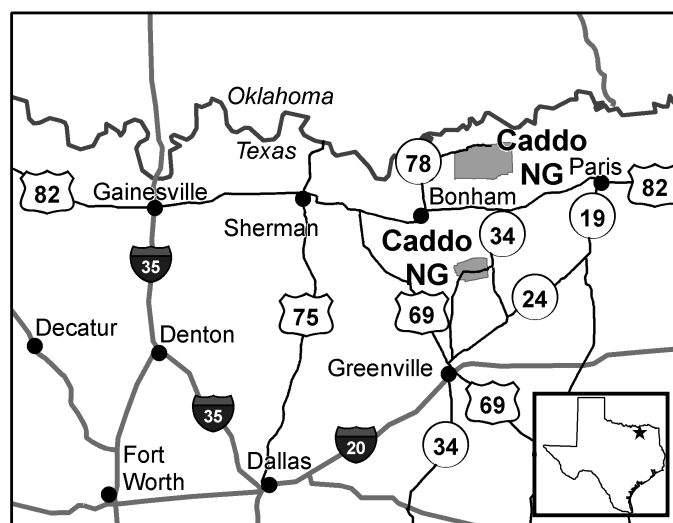 Oklahoma
Texas
Caddo
NG
78
Paris
82
Gainesville
Bonham
82
Sherman
19
Caddo
NG
34
35
24
75
69
Decatur
Denton
Greenville
69
35
20
34
Fort
Worth
Dallas